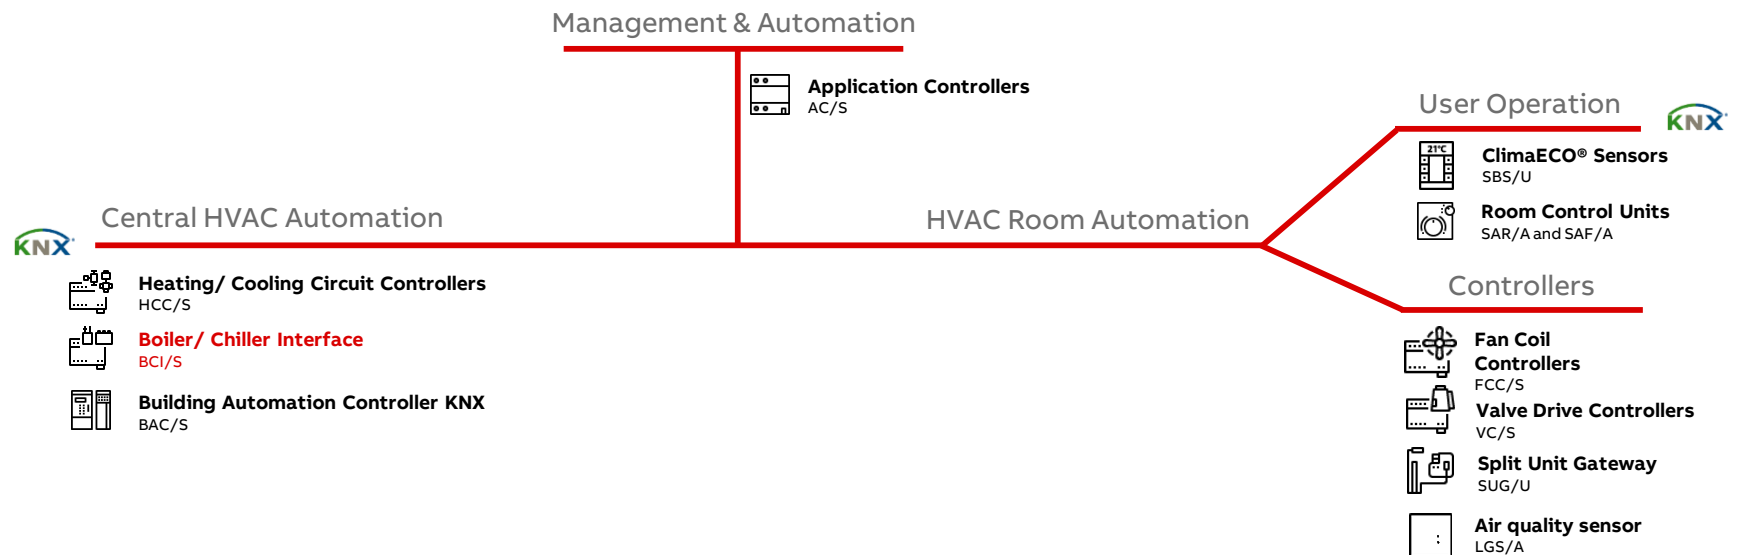 Management & Automation
Application Controllers
AC/S
User Operation
KNX
21°C
ClimaECO® Sensors
SBS/U
Room Control Units
SAR/A and SAF/A
Central HVAC Automation
HVAC Room Automation
KNX
Heating/ Cooling Circuit Controllers
HCC/S
Boiler/ Chiller Interface
BCI/S
Building Automation Controller KNX
BAC/S
Controllers
Fan Coil
Controllers
FCC/S
Valve Drive Controllers
VC/S
Split Unit Gateway
SUG/U
Air quality sensor
LGS/A